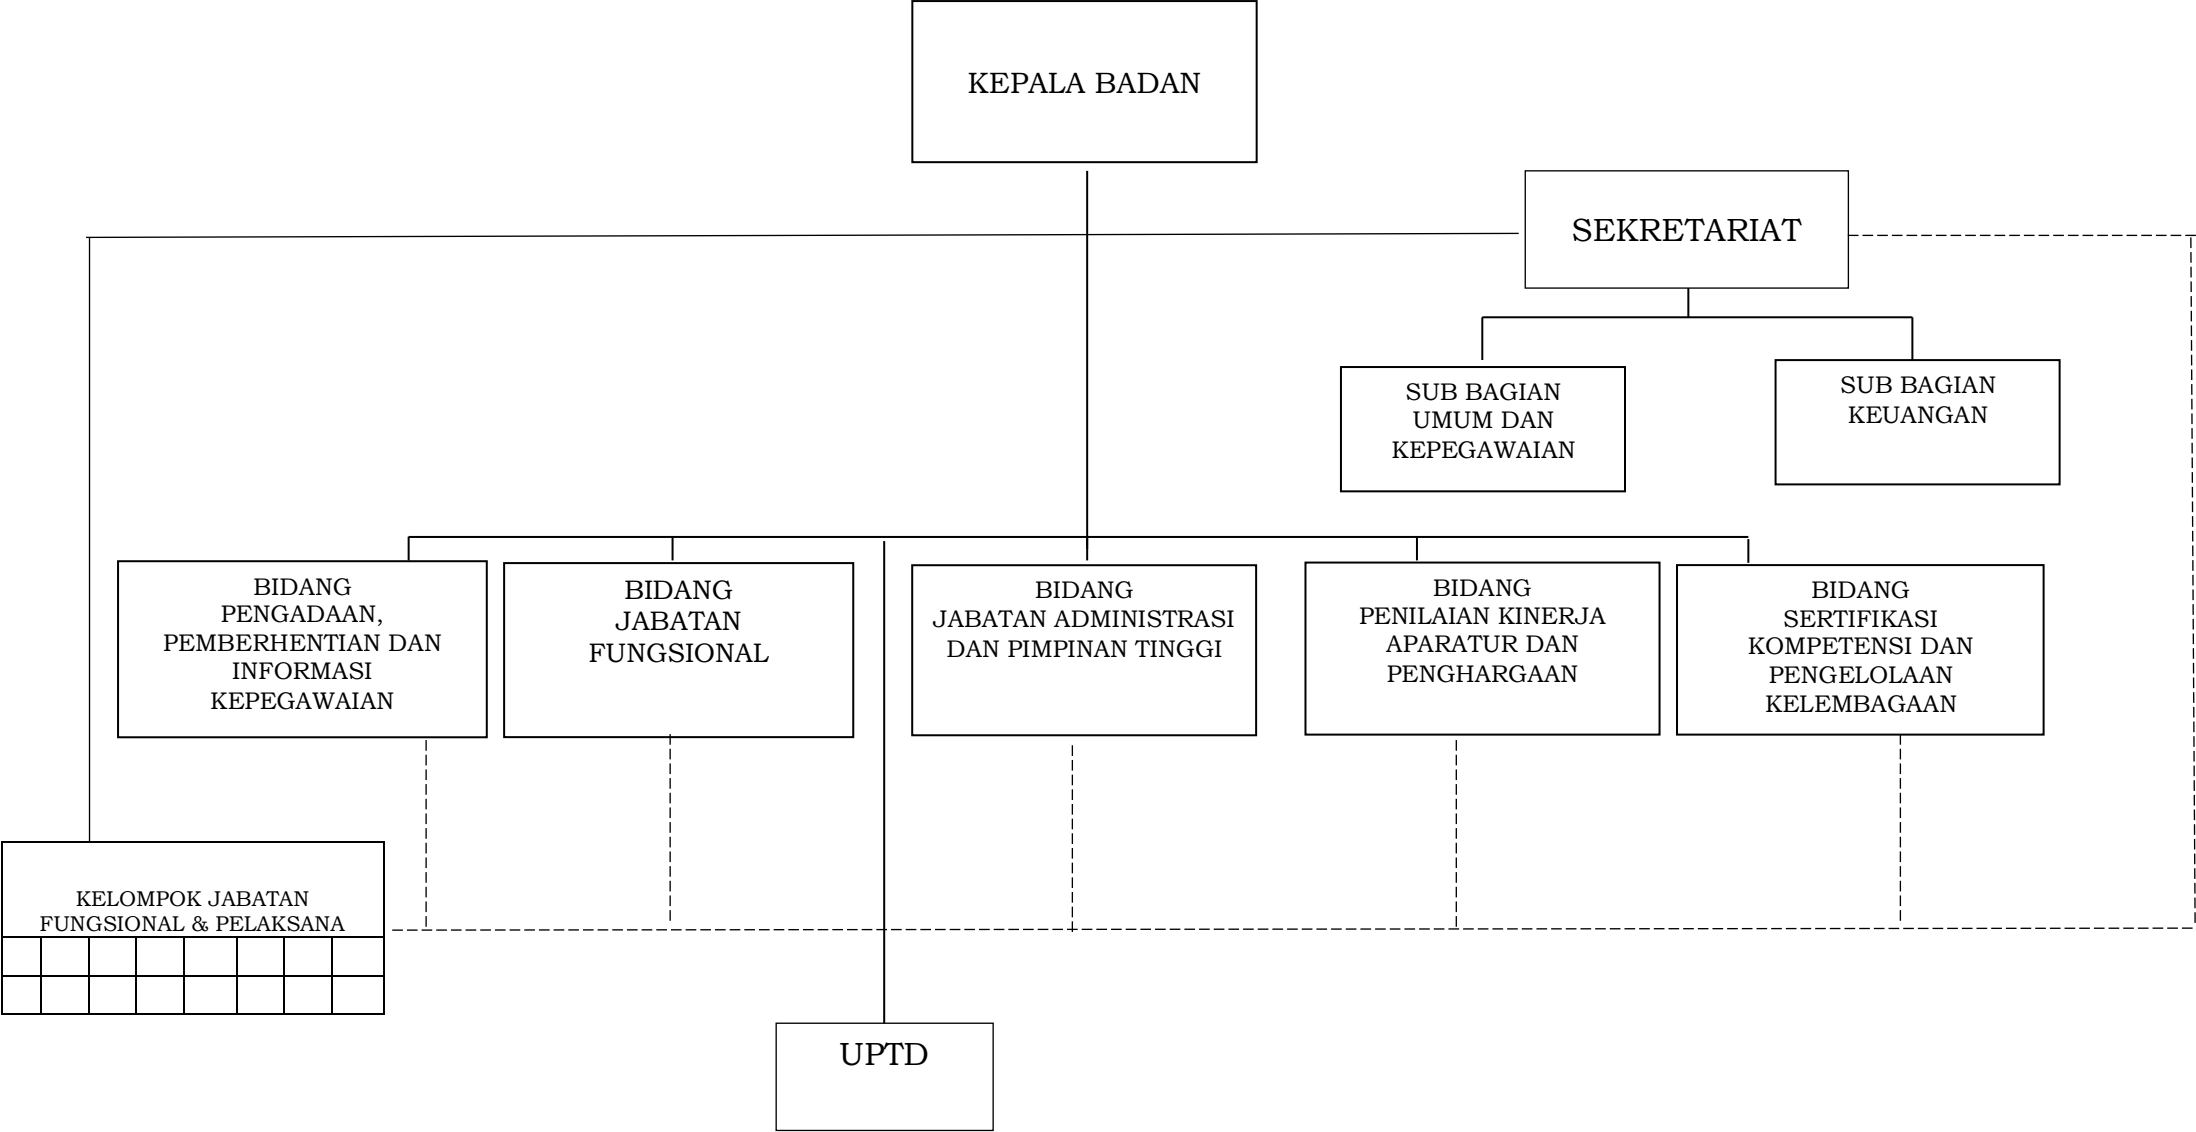 KEPALA BADAN
SEKRETARIAT
SUB BAGIAN
UMUM DAN
KEPEGAWAIAN
SUB BAGIAN
KEUANGAN
BIDANG
PENGADAAN,
PEMBERHENTIAN DAN
INFORMASI
KEPEGAWAIAN
BIDANG
JABATAN
FUNGSIONAL
BIDANG
JABATAN ADMINISTRASI
DAN PIMPINAN TINGGI
BIDANG
PENILAIAN KINERJA
APARATUR DAN
PENGHARGAAN
BIDANG
SERTIFIKASI
KOMPETENSI DAN
PENGELOLAAN
KELEMBAGAAN
KELOMPOK JABATAN
FUNGSIONAL & PELAKSANA
UPTD